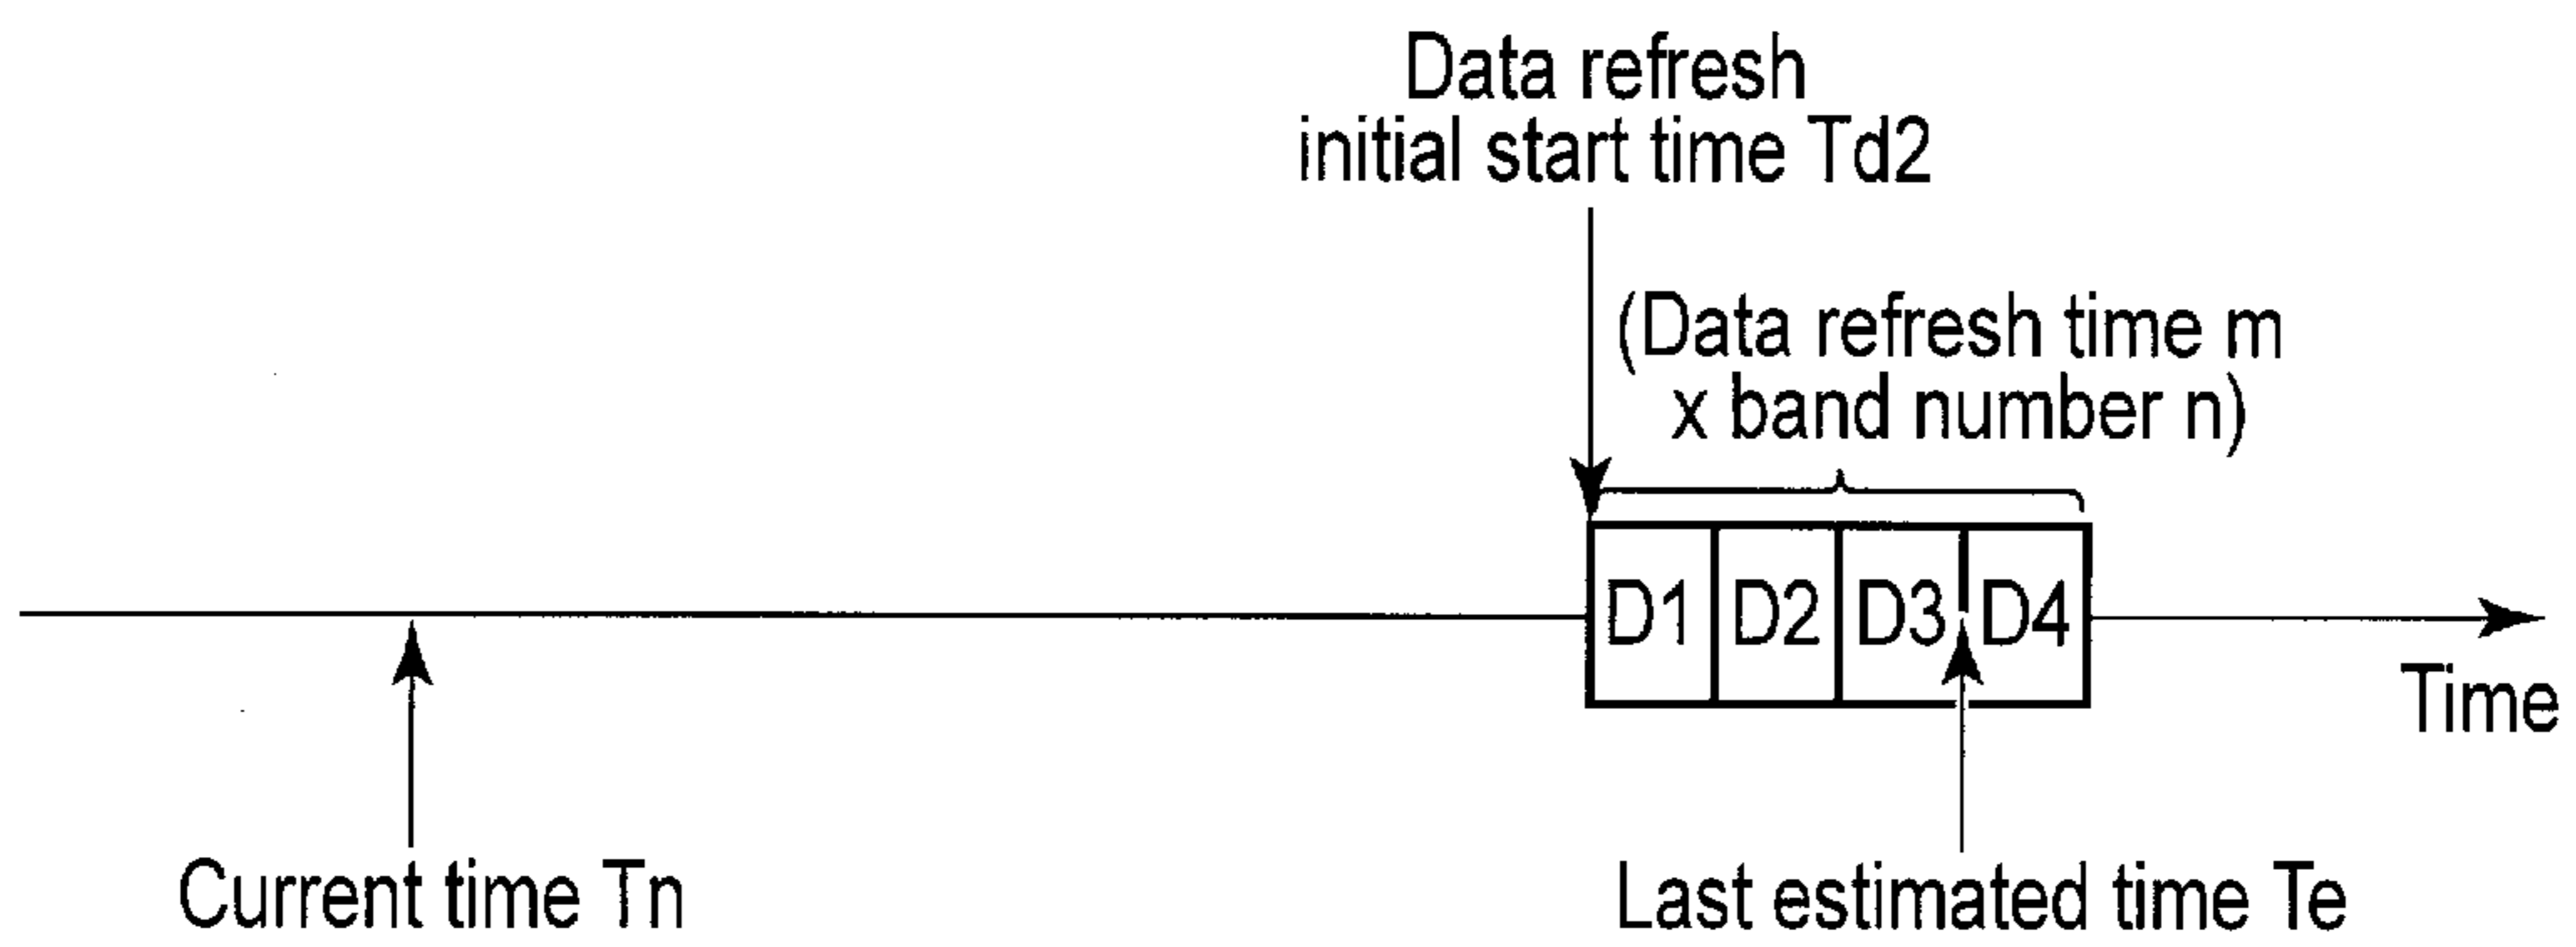 Data refresh
initial start time Td2
(Data refresh time m
x band number n)
D1 D2 D3 D4
Time
Current time Tn
Last estimated time Te